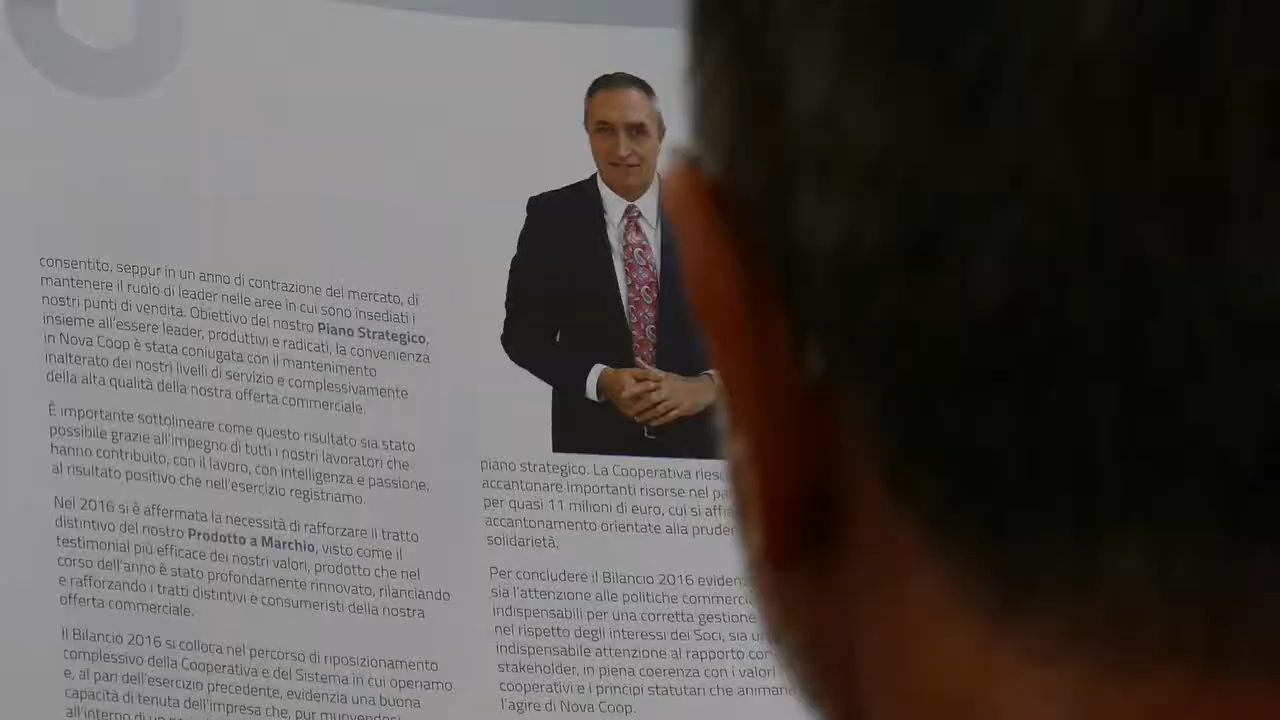 consentito, seppur in un anno di contrazione del mercato, di
mantenere il ruolo di leader nelle aree in cui sono insediati i
nostri punti di vendita. Obiettivo del nostro Piano Strategico,
insieme all'essere leader, produttivi e radicati, la convenienza
in Nova Coop è stata coniugata con il mantenimento
inalterato dei nostri livelli di servizio e complessivamente
della alta qualità della nostra offerta commerciale.
È importante sottolineare come questo risultato sia stato
possibile grazie all'impegno di tutti i nostri lavoratori che
hanno contribuito, con il lavoro, con intelligenza e passione,
al risultato positivo che nell'esercizio registriamo.
Nel 2016 si è affermata la necessità di rafforzare il tratto
distintivo del nostro Prodotto a Marchio, visto come il
testimonial più efficace dei nostri valori, prodotto che nel
corso dell'anno è stato profondamente rinnovato, rilanciando
e rafforzando i tratti distintivi e consumeristi della nostra
offerta commerciale.
Il Bilancio 2016 si colloca nel percorso di riposizionamento
complessivo della Cooperativa e del Sistema in cui operiamo
e, al pari dell'esercizio precedente, evidenzia una buona
capacità di tenuta dell'impresa che, pur muovendosi
all'interno di un
piano strategico. La Cooperativa
accantonare importanti risorse nel
per quasi 11 milioni di euro, cui si
accantonamento orientate alla
solidarietà.
Per concludere il Bilancio 2016
sia l'attenzione alle politiche
indispensabili per una corretta gestione
nel rispetto degli interessi dei Soci, sia
indispensabile attenzione al rapporto
stakeholder, in piena coerenza con i valori
cooperativi e i principi statutari che
l'agire di Nova Coop.